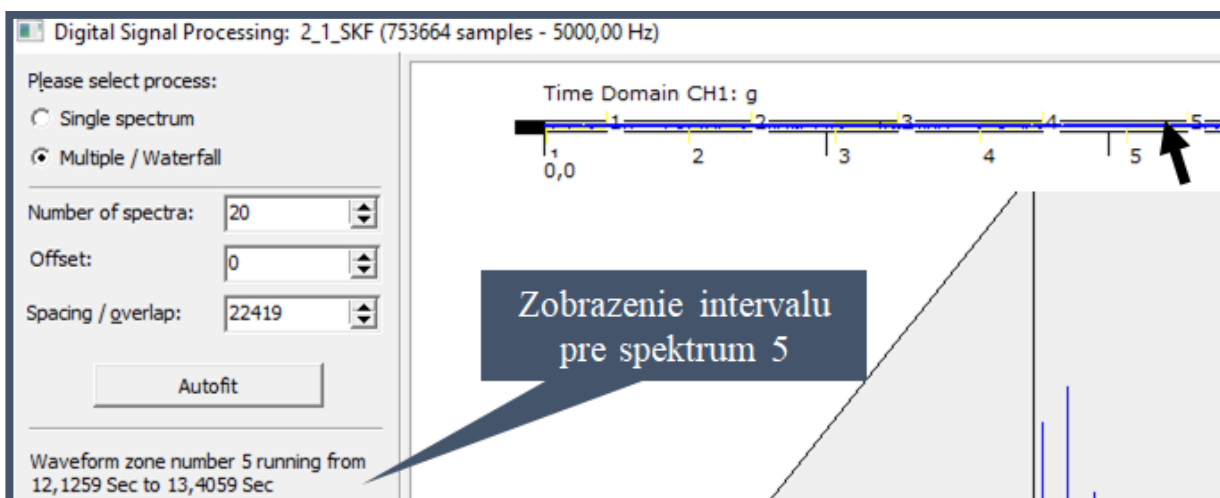 Digital Signal Processing: 2_1_SKF (753664 samples - 5000,00 Hz)
Please select process:
Single spectrum
Multiple / Waterfall
Number of spectra: 20
Offset: 0
Spacing / overlap: 22419
Autofit
Waveform zone number 5 running from
12,1259 Sec to 13,4059 Sec
Time Domain CH1: g
1 2 3 4 5
1 2 3 4 5
0,0
Zobrazenie intervalu
pre spektrum 5